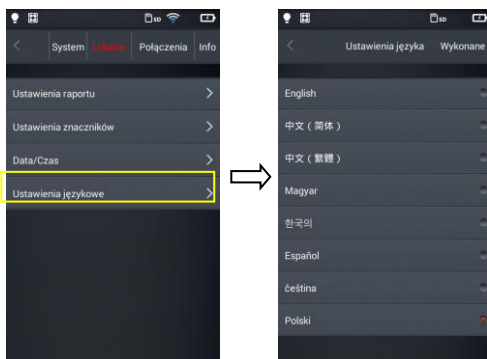 System Lokalne Połączenia Info
Ustawienia raportu
Ustawienia znaczników
Data/Czas
Ustawienia językowe
Ustawienia języka Wykonane
English
中文（简体）
中文（繁體）
Magyar
한국의
Español
čeština
Polski